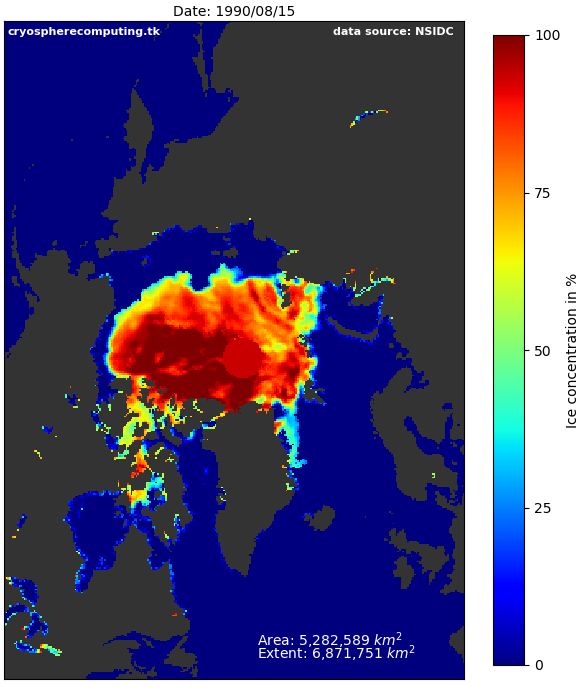 Date: 1990/08/15
cryospherecomputing.tk
data source: NSIDC
100
75
50
25
0
Ice concentration in %
Area: 5,282,589 km²
Extent: 6,871,751 km²